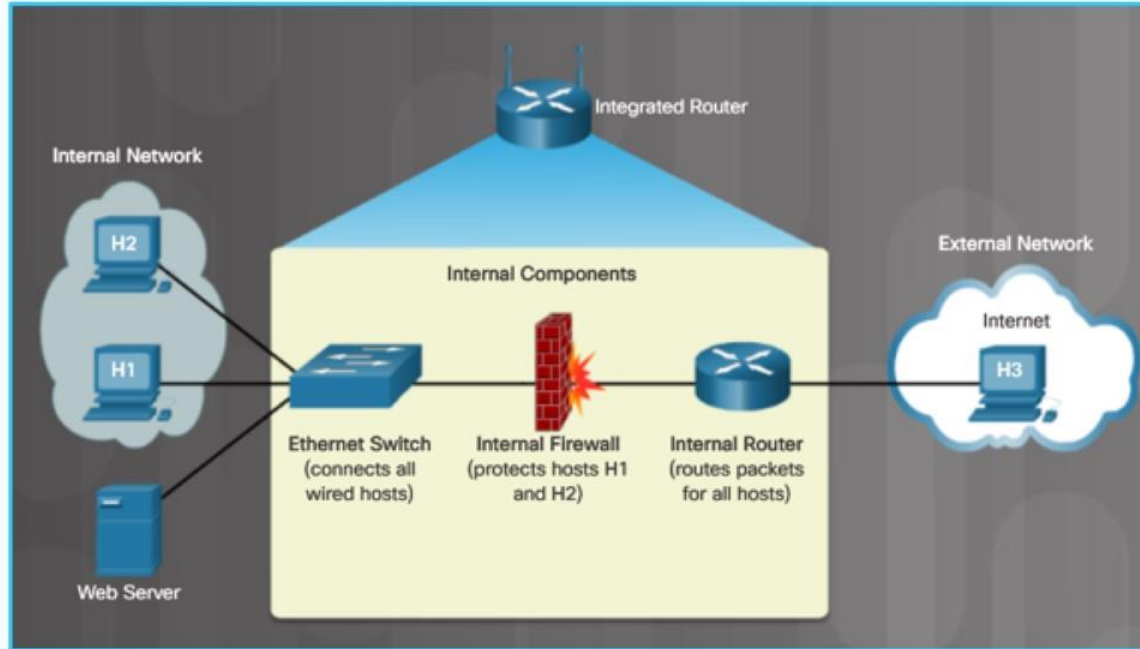 Integrated Router
Internal Network
H2
External Network
Internal Components
Internet
H1
H3
Ethernet Switch
(connects all
wired hosts)
Internal Firewall
(protects hosts H1
and H2)
Internal Router
(routes packets
for all hosts)
Web Server